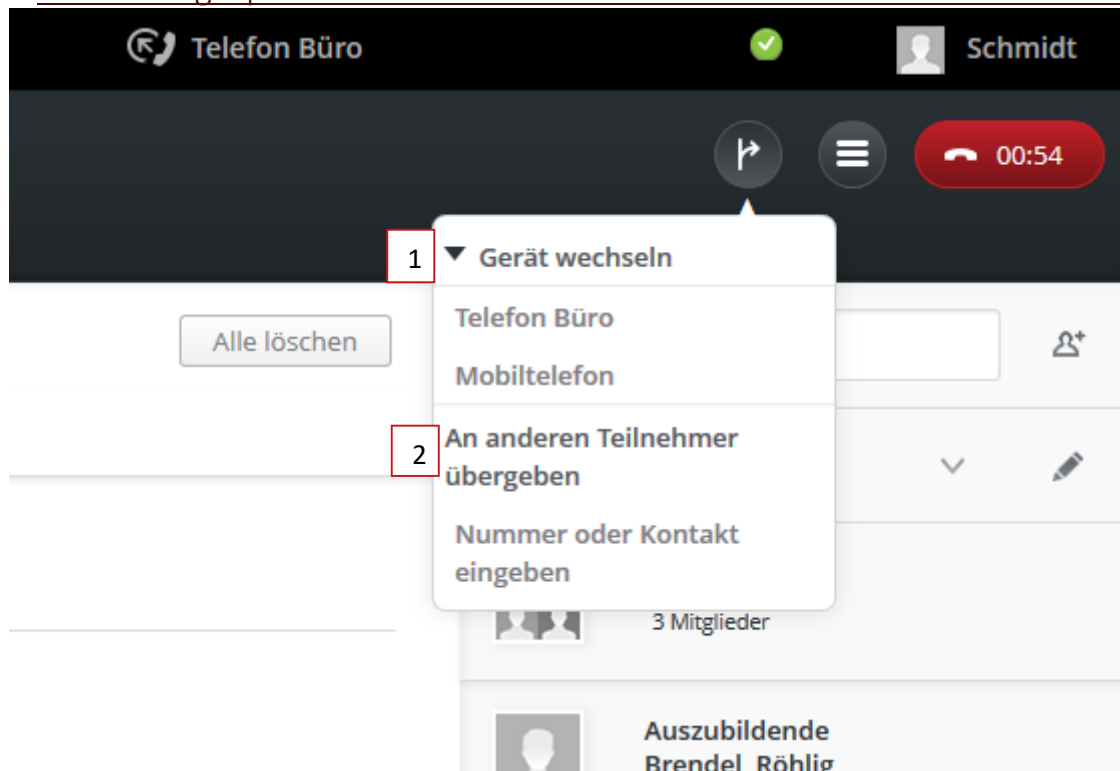 Telefon Büro
Schmidt
00:54
1
Gerät wechseln
Alle löschen
Telefon Büro
Mobiltelefon
2
An anderen Teilnehmer
übergeben
Nummer oder Kontakt
eingeben
3 Mitglieder
Auszubildende
Brendel, Röhlig